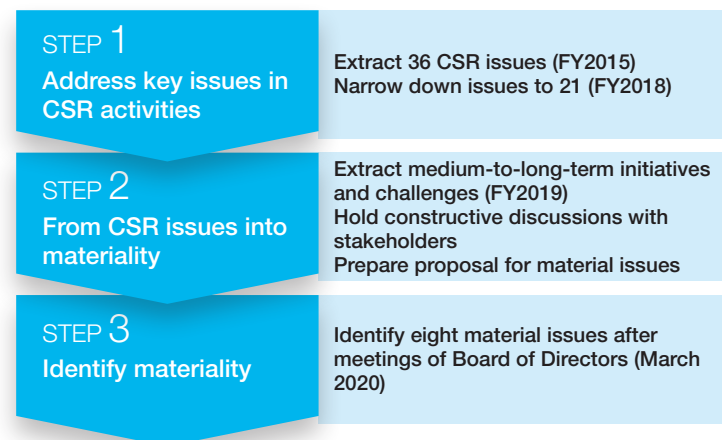 STEP 1
Address key issues in
CSR activities
Extract 36 CSR issues (FY2015)
Narrow down issues to 21 (FY2018)
STEP 2
From CSR issues into
materiality
Extract medium-to-long-term initiatives
and challenges (FY2019)
Hold constructive discussions with
stakeholders
Prepare proposal for material issues
STEP 3
Identify materiality
Identify eight material issues after
meetings of Board of Directors (March
2020)